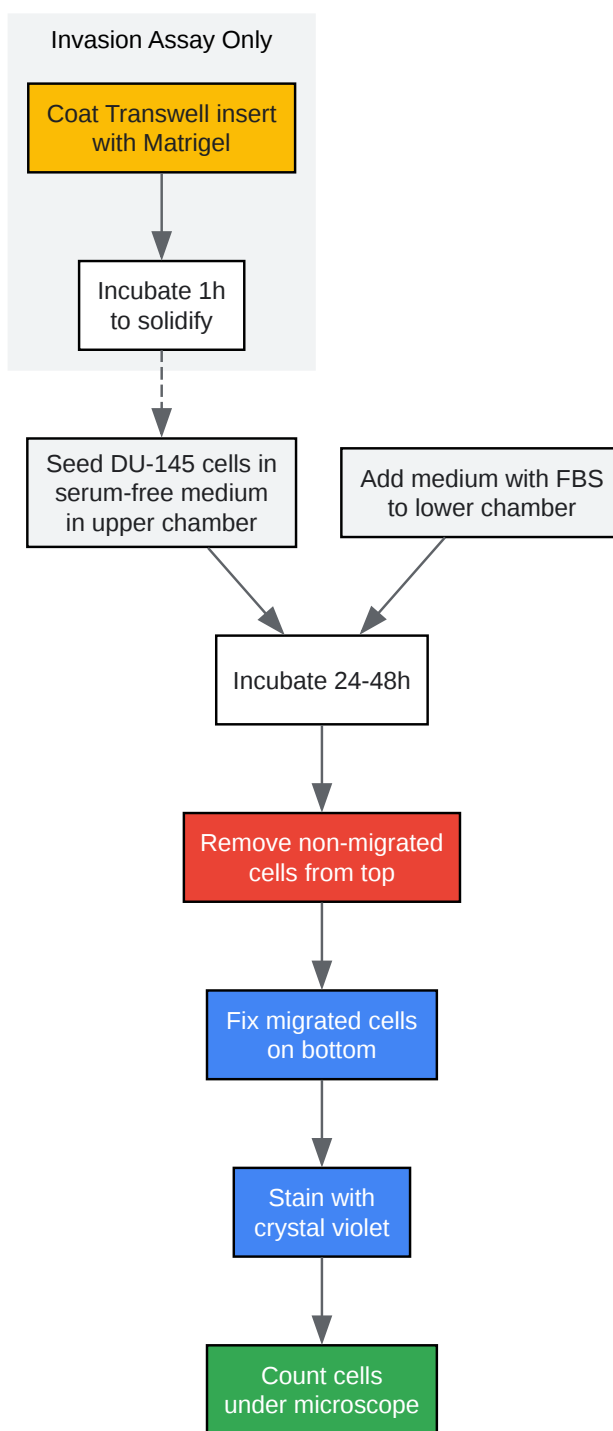 Invasion Assay Only
Coat Transwell insert
with Matrigel
Incubate 1h
to solidify
Seed DU-145 cells in
serum-free medium
in upper chamber
Add medium with FBS
to lower chamber
Incubate 24-48h
Remove non-migrated
cells from top
Fix migrated cells
on bottom
Stain with
crystal violet
Count cells
under microscope